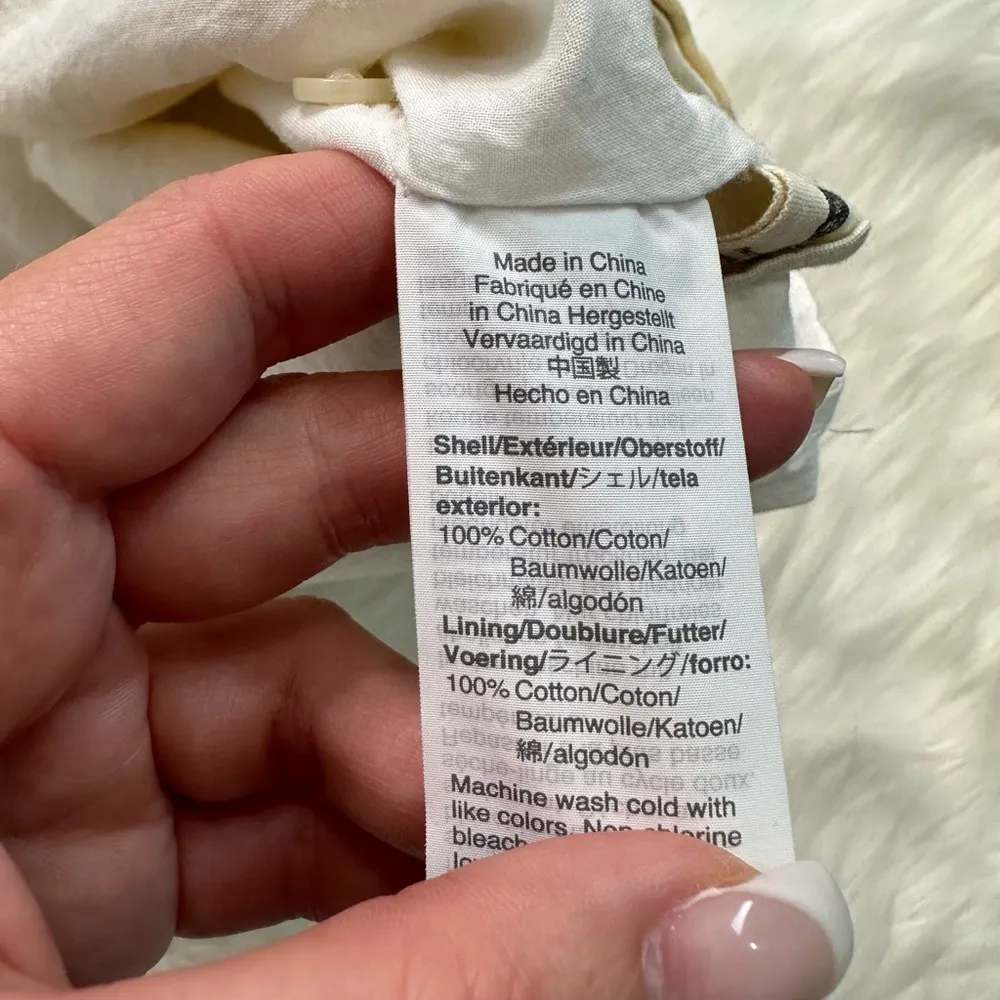 Made in China
Fabriqué en Chine
in China Hergestellt
Vervaardigd in China
中国製
Hecho en China
Shell/Extérieur/Oberstoff/
Buitenkant/シェル/tela
exterior:
100% Cotton/Coton/
Baumwolle/Katoen/
綿/algodón
Lining/Doublure/Futter/
Voering/ライニング/forro:
100% Cotton/Coton/
Baumwolle/Katoen/
綿/algodón
Machine wash cold with
like colors. Non-chlorine
bleach